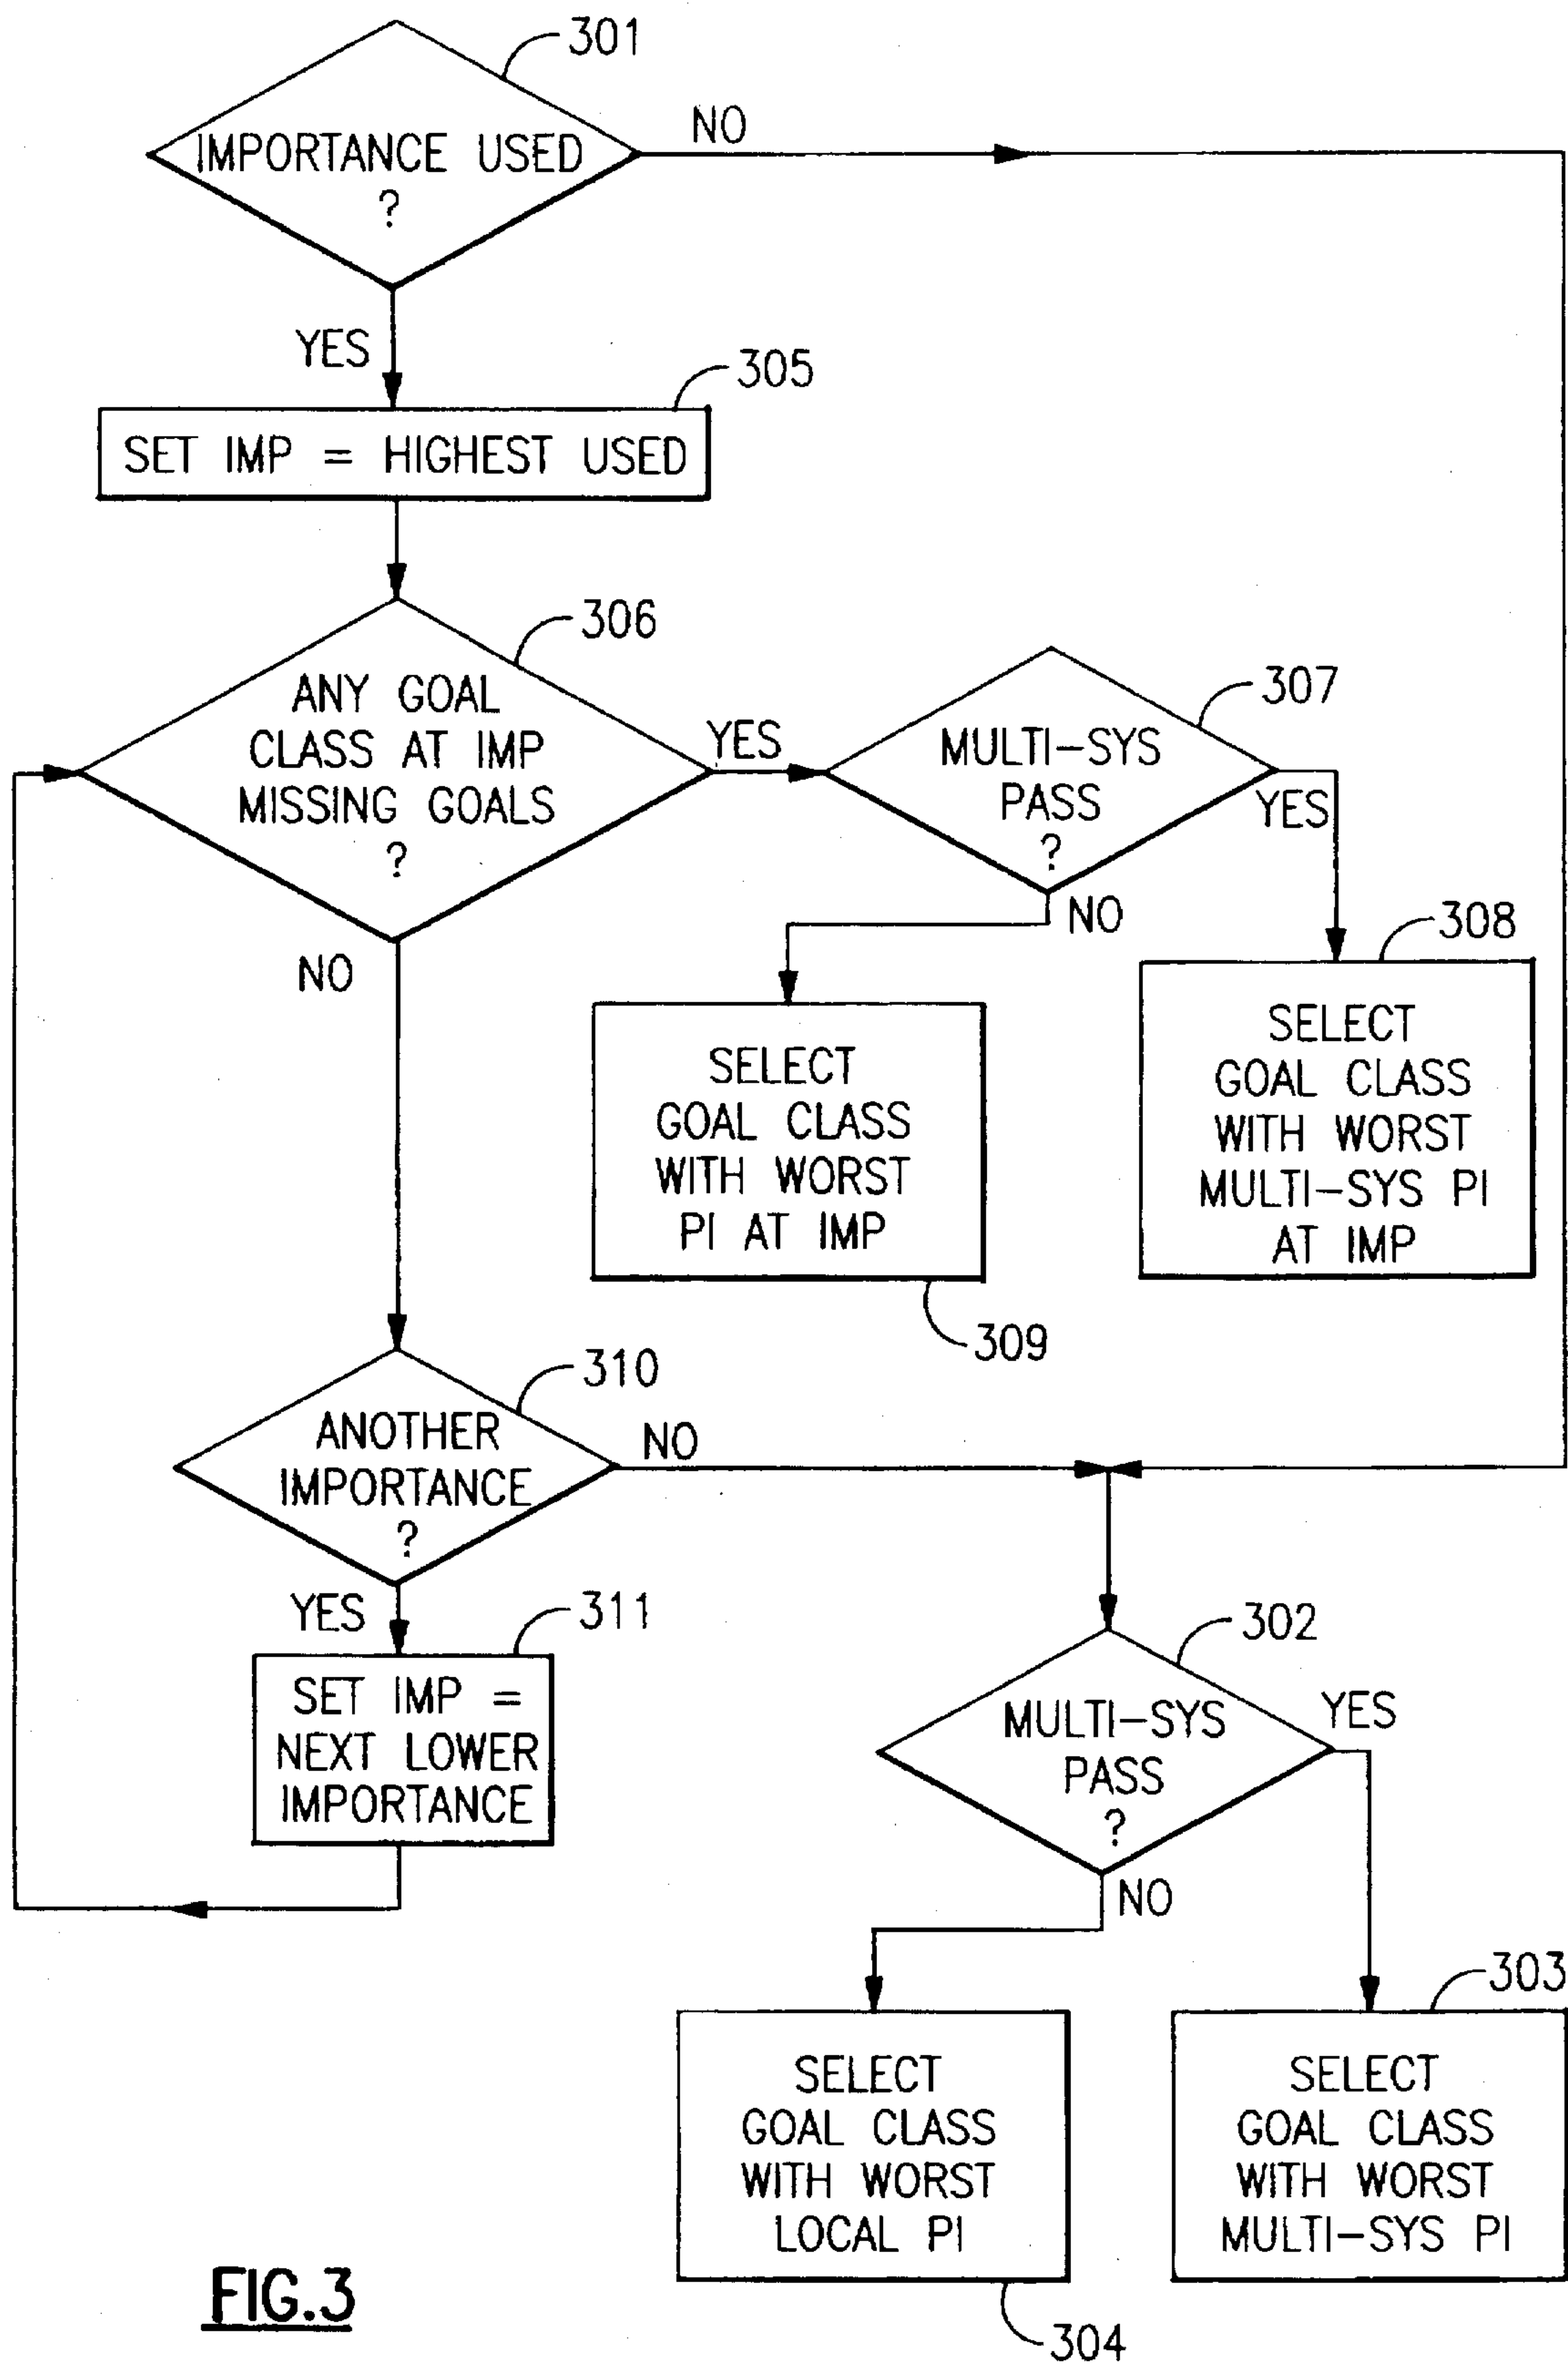 301
NO
IMPORTANCE USED
?
YES
305
SET IMP = HIGHEST USED
306
ANY GOAL
CLASS AT IMP
MISSING GOALS
?
YES
307
MULTI-SYS
PASS
?
YES
NO
NO
308
SELECT
GOAL CLASS
WITH WORST
MULTI-SYS PI
AT IMP
SELECT
GOAL CLASS
WITH WORST
PI AT IMP
309
310
ANOTHER
IMPORTANCE
?
NO
YES
311
SET IMP =
NEXT LOWER
IMPORTANCE
302
MULTI-SYS
PASS
?
YES
NO
303
SELECT
GOAL CLASS
WITH WORST
LOCAL PI
304
SELECT
GOAL CLASS
WITH WORST
MULTI-SYS PI
FIG.3